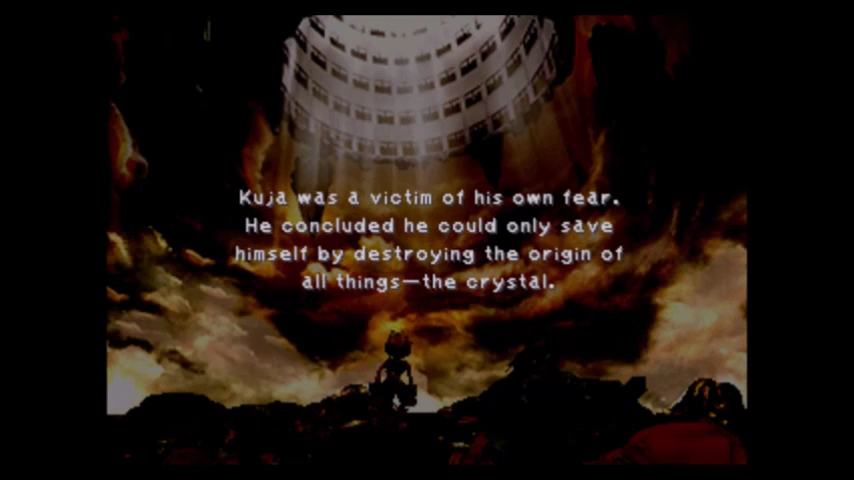 Kuja was a victim of his own fear.
He concluded he could only save
himself by destroying the origin of
all things—the crystal.